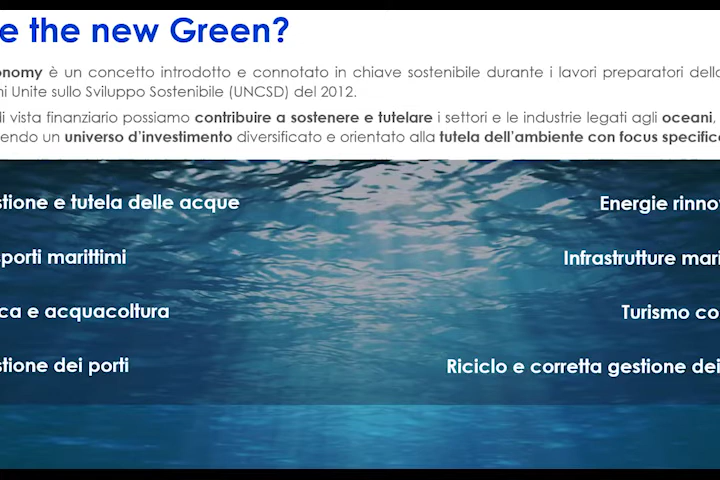 e the new Green?
onomy è un concetto introdotto e connotato in chiave sostenibile durante i lavori preparatori dell
ni Unite sullo Sviluppo Sostenibile (UNCSD) del 2012.
di vista finanziario possiamo contribuire a sostenere e tutelare i settori e le industrie legati agli oceani,
endo un universo d'investimento diversificato e orientato alla tutela dell'ambiente con focus specific
stione e tutela delle acque
Energie rinno
porti marittimi
Infrastrutture mari
ca e acquacoltura
Turismo co
stione dei porti
Riciclo e corretta gestione dei